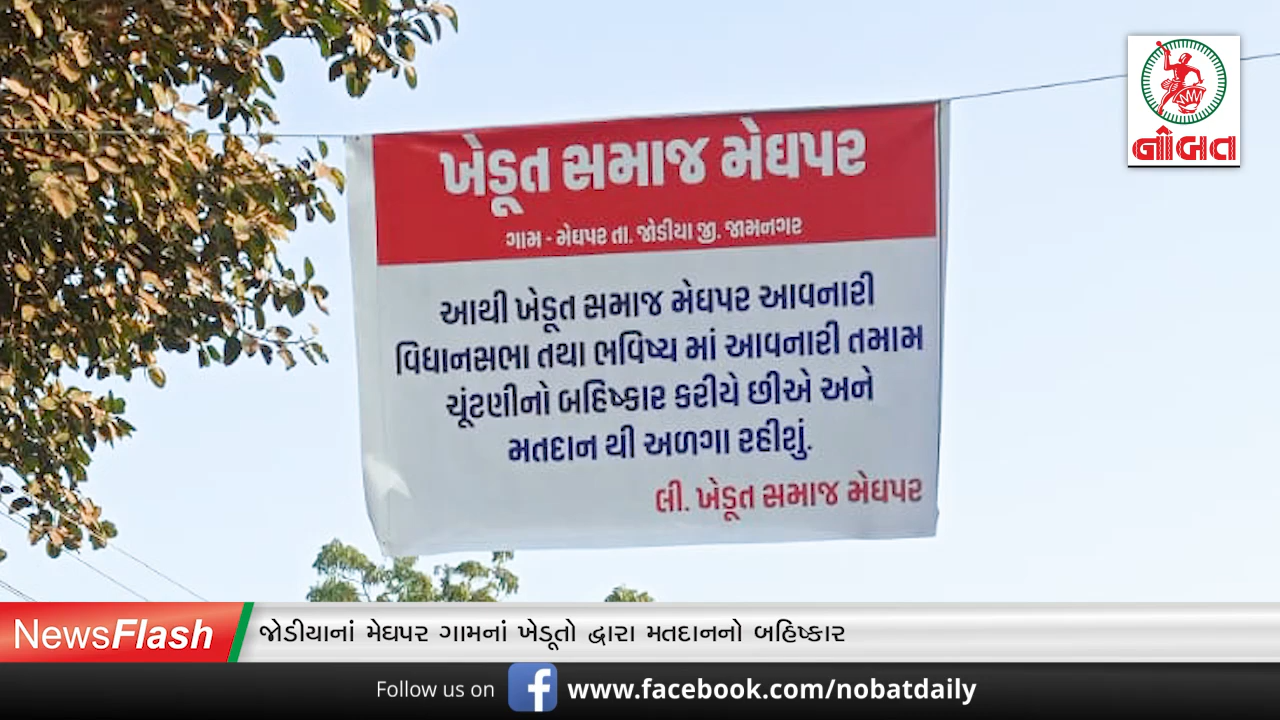 નોબત
ખેડૂત સમાજ મેઘપર
ગામ - મેઘપર તા. જોડીયા જી. જામનગર
આથી ખેડૂત સમાજ મેઘપર આવનારી
વિધાનસભા તથા ભવિષ્ય માં આવનારી તમામ
ચૂંટણીનો બહિષ્કાર કરીયે છીએ અને
મતદાન થી અળગા રહીશું.
લી. ખેડૂત સમાજ મેઘપર
NewsFlash
જોડીયાનાં મેઘપર ગામનાં ખેડૂતો દ્વારા મતદાનનો બહિષ્કાર
Follow us on
www.facebook.com/nobatdaily